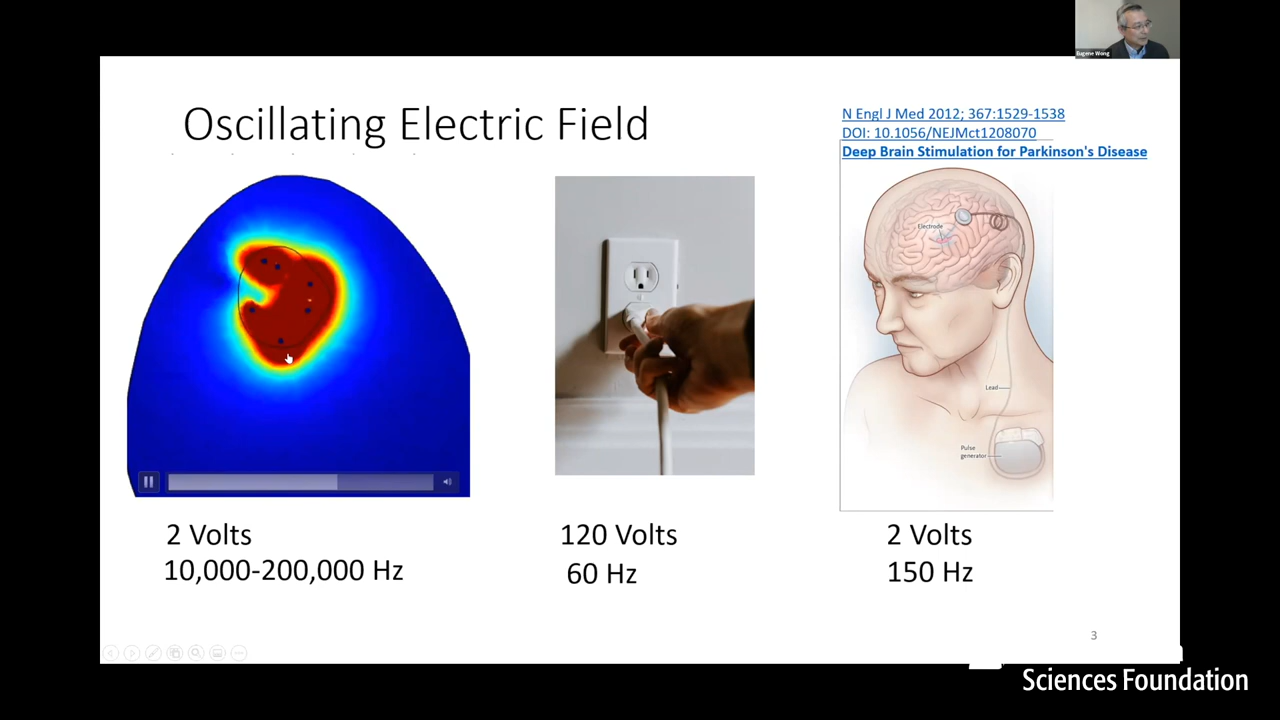 Eugene Wong
Oscillating Electric Field
N Engl J Med 2012; 367:1529-1538
DOI: 10.1056/NEJMct1208070
Deep Brain Stimulation for Parkinson's Disease
Electrode
Lead
Pulse
generator
2 Volts
10,000-200,000 Hz
120 Volts
60 Hz
2 Volts
150 Hz
3
Sciences Foundation